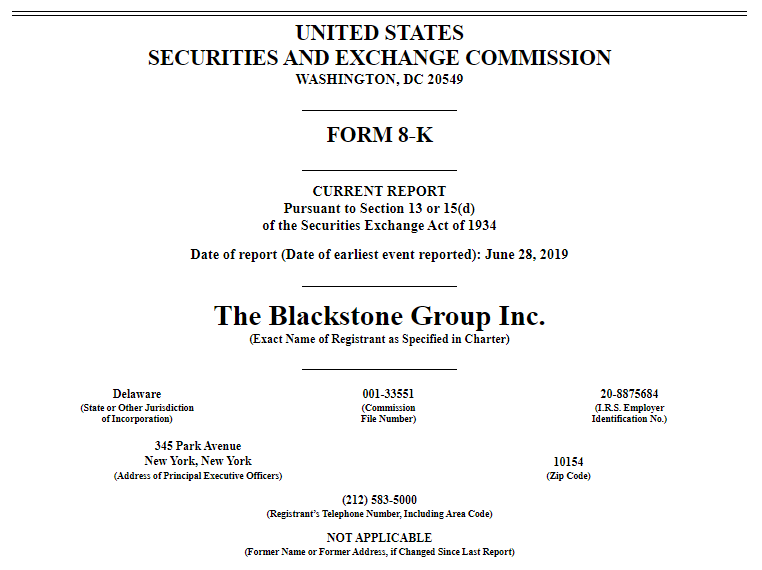 UNITED STATES
SECURITIES AND EXCHANGE COMMISSION
WASHINGTON, DC 20549
FORM 8-K
CURRENT REPORT
Pursuant to Section 13 or 15(d)
of the Securities Exchange Act of 1934
Date of report (Date of earliest event reported): June 28, 2019
The Blackstone Group Inc.
(Exact Name of Registrant as Specified in Charter)
Delaware 001-33551 20-8875684
(State or Other Jurisdiction (Commission (I.R.S. Employer
of Incorporation) File Number) Identification No.)
345 Park Avenue
New York, New York 10154
(Address of Principal Executive Officers) (Zip Code)
(212) 583-5000
(Registrant’s Telephone Number, Including Area Code)
NOT APPLICABLE
(Former Name or Former Address, if Changed Since Last Report)